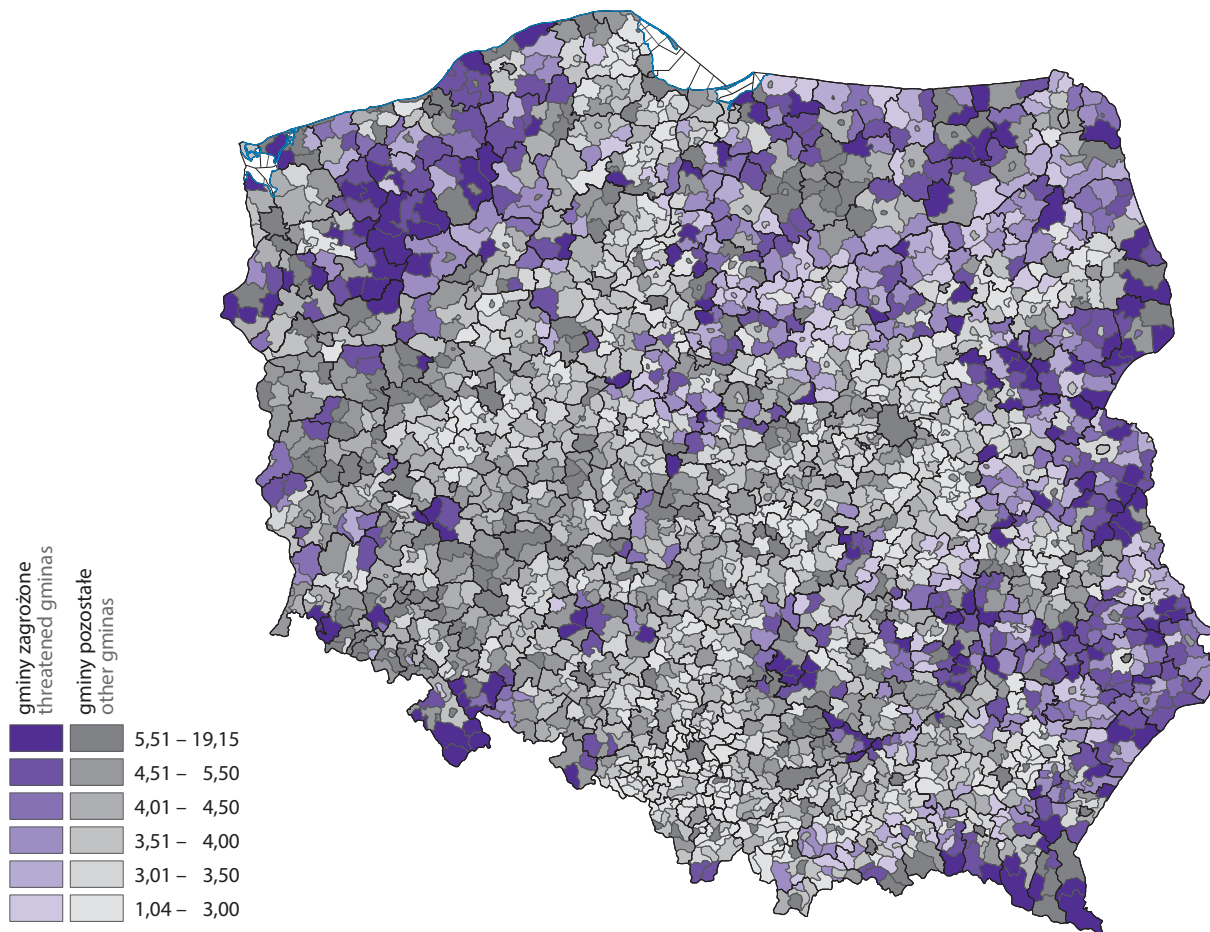 gminy zagrożone
threatened gminas
gminy pozostałe
other gminas
5,51 – 19,15
4,51 – 5,50
4,01 – 4,50
3,51 – 4,00
3,01 – 3,50
1,04 – 3,00